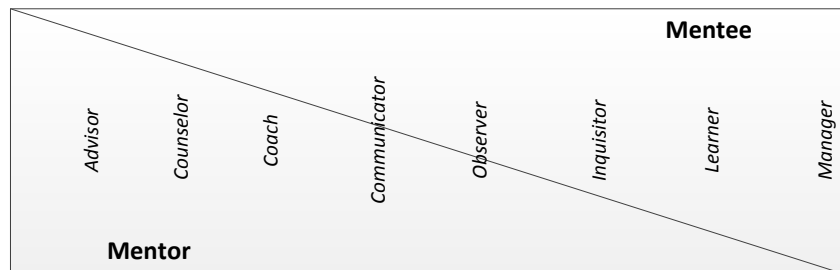 Mentee
Advisor
Counselor
Coach
Communicator
Observer
Inquisitor
Learner
Manager
Mentor